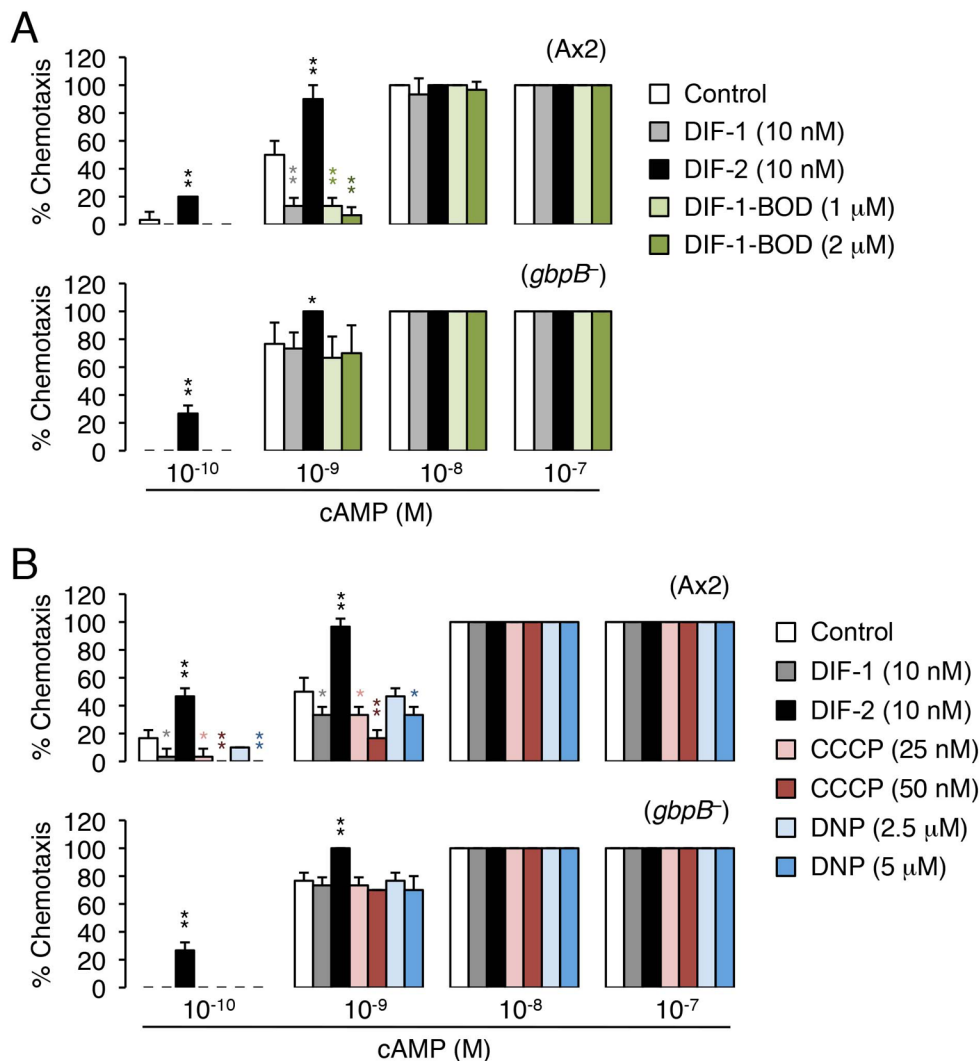 A
(Ax2)
% Chemotaxis
120
100
80
60
40
20
0
**
**
**
**
**
Control
DIF-1 (10 nM)
DIF-2 (10 nM)
DIF-1-BOD (1 μM)
DIF-1-BOD (2 μM)
(gbpB–)
% Chemotaxis
120
100
80
60
40
20
0
**
*
10-10 10-9 10-8 10-7
cAMP (M)
B
(Ax2)
% Chemotaxis
120
100
80
60
40
20
0
* ** * ** **
* ** * ** *
Control
DIF-1 (10 nM)
DIF-2 (10 nM)
CCCP (25 nM)
CCCP (50 nM)
DNP (2.5 μM)
DNP (5 μM)
(gbpB–)
% Chemotaxis
120
100
80
60
40
20
0
**
**
10-10 10-9 10-8 10-7
cAMP (M)